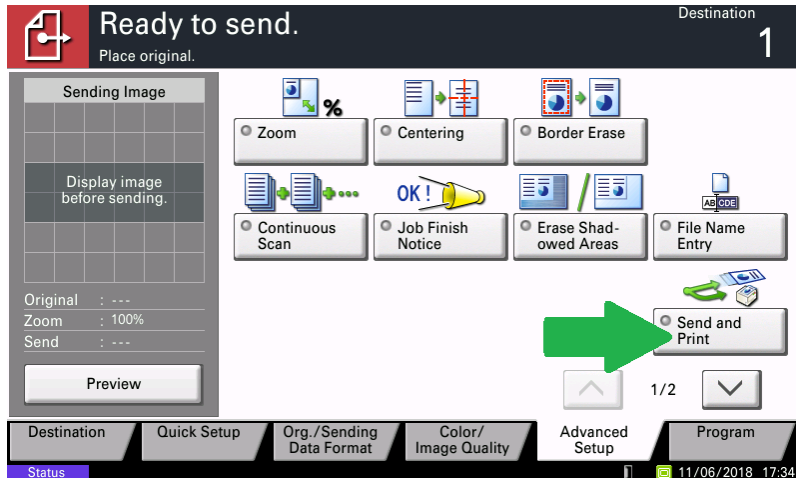 Ready to send.
Destination
1
Place original.
Sending Image
Display image
before sending.
Original : ---
Zoom : 100%
Send : ---
Preview
%
Zoom
Centering
Border Erase
OK!
AB CDE
Continuous
Scan
Job Finish
Notice
Erase Shad-
owed Areas
File Name
Entry
Send and
Print
1/2
Destination
Quick Setup
Org./Sending
Data Format
Color/
Image Quality
Advanced
Setup
Program
Status
11/06/2018 17:34